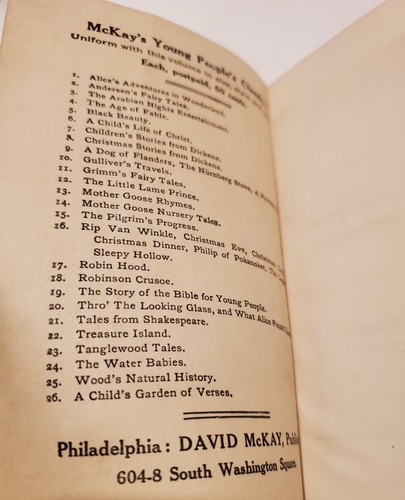 McKay's Young People's
Uniform with this volume in size, style
Each, postpaid, 50 cents.
1. Alice's Adventures in Wonderland.
2. Andersen's Fairy Tales.
3. The Arabian Nights Entertainment.
4. The Age of Fable.
5. Black Beauty.
6. A Child's Life of Christ.
7. Children's Stories from Dickens.
8. Christmas Stories from Dickens.
9. A Dog of Flanders, The Nürnberg Stove,
10. Gulliver's Travels.
11. Grimm's Fairy Tales.
12. The Little Lame Prince.
13. Mother Goose Rhymes.
14. Mother Goose Nursery Tales.
15. The Pilgrim's Progress.
16. Rip Van Winkle, Christmas Eve, Christmas
Christmas Dinner, Philip of Pokanoket, The
Sleepy Hollow.
17. Robin Hood.
18. Robinson Crusoe.
19. The Story of the Bible for Young People.
20. Thro' The Looking Glass, and What Alice
21. Tales from Shakespeare.
22. Treasure Island.
23. Tanglewood Tales.
24. The Water Babies.
25. Wood's Natural History.
26. A Child's Garden of Verses.
Philadelphia: DAVID McKAY,
604-8 South Washington Square